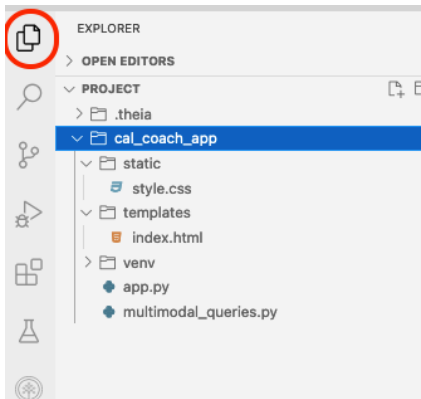 EXPLORER
OPEN EDITORS
PROJECT
.theia
cal_coach_app
static
style.css
templates
index.html
venv
app.py
multimodal_queries.py